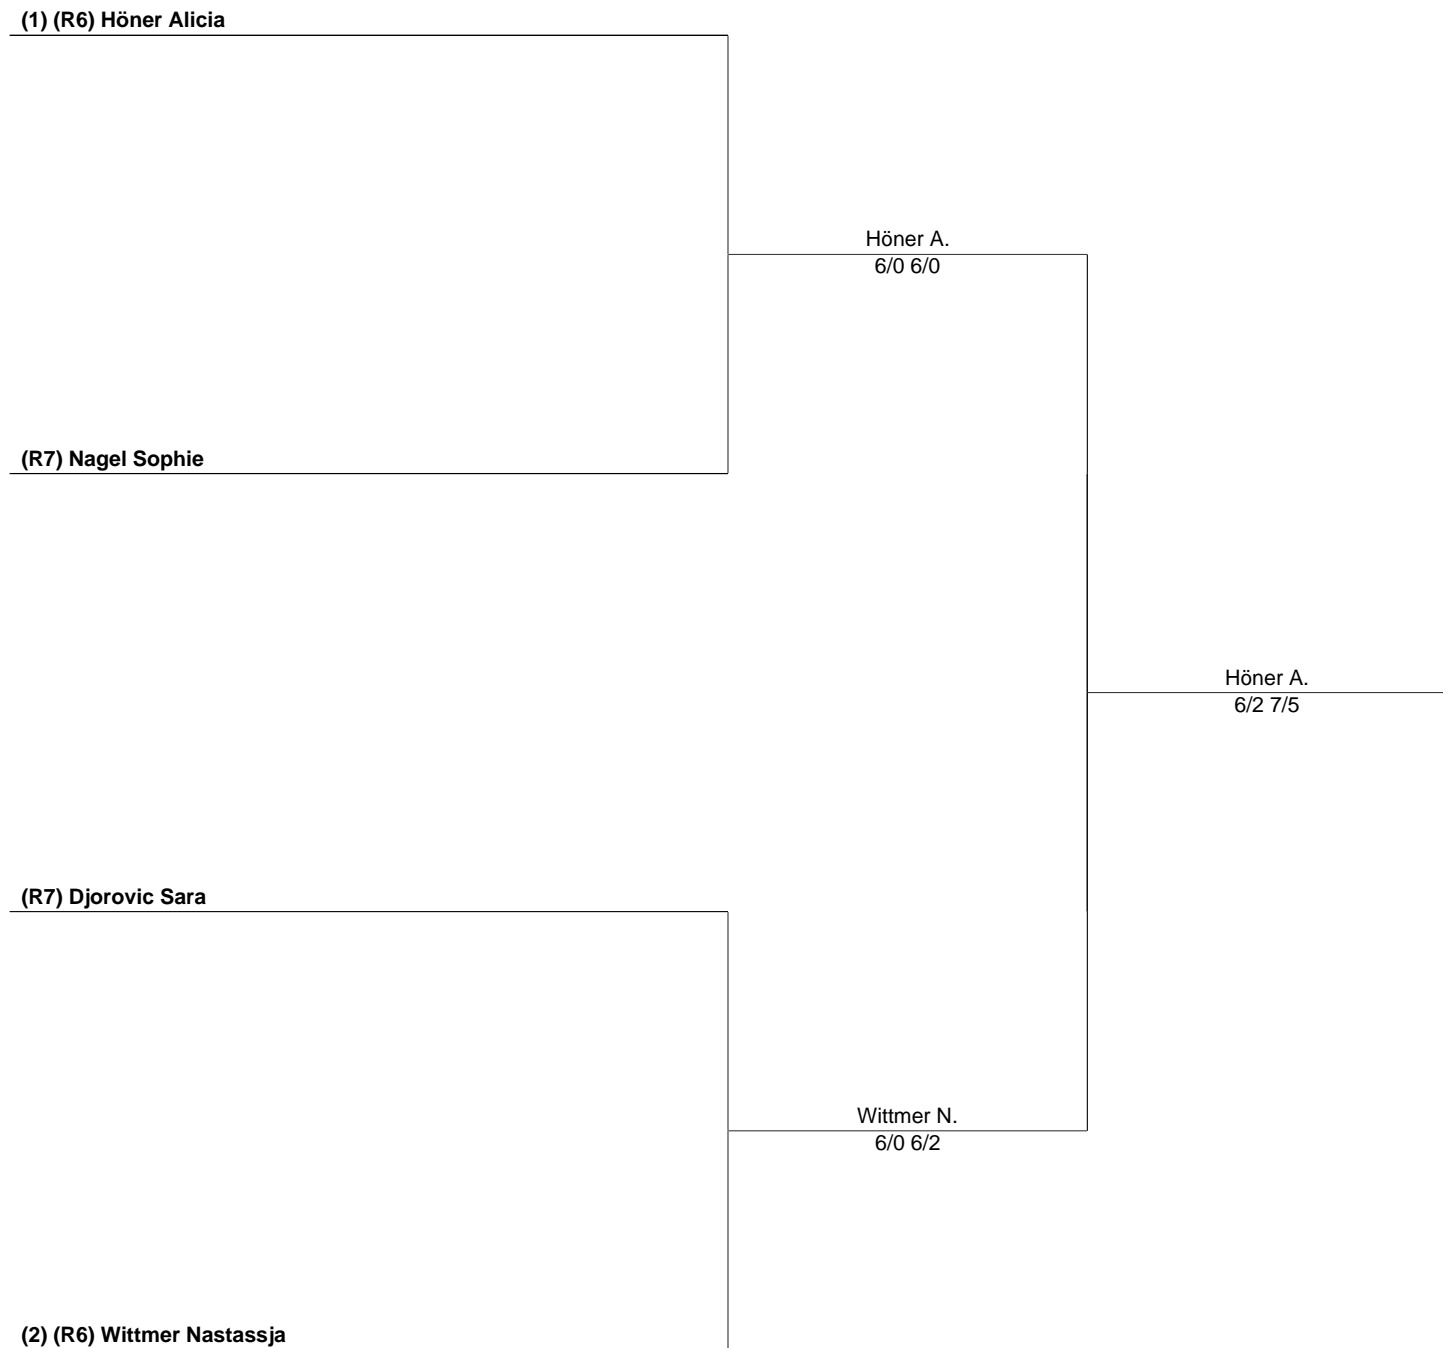 (1) (R6) Höner Alicia
Höner A.
6/0 6/0
(R7) Nagel Sophie
Höner A.
6/2 7/5
(R7) Djorovic Sara
Wittmer N.
6/0 6/2
(2) (R6) Wittmer Nastassja